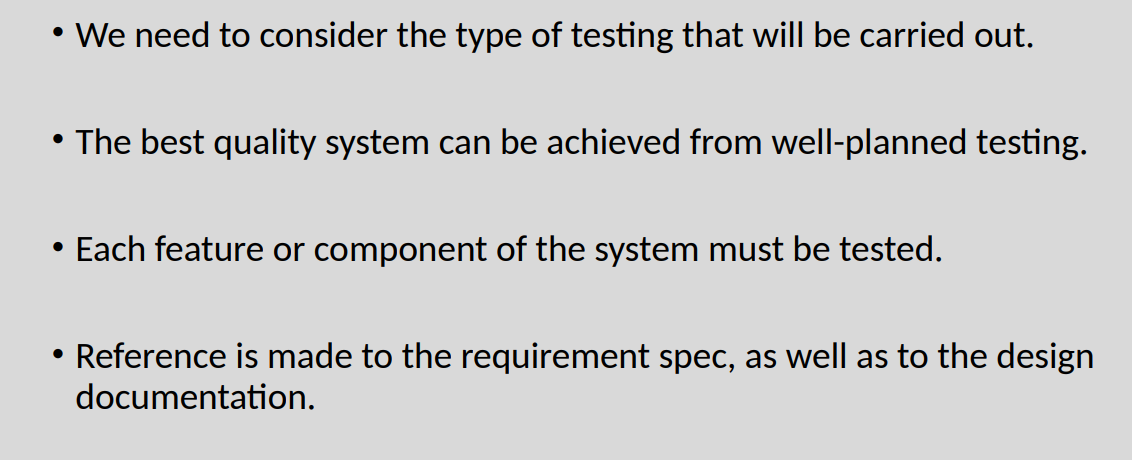 • We need to consider the type of testing that will be carried out.
• The best quality system can be achieved from well-planned testing.
• Each feature or component of the system must be tested.
• Reference is made to the requirement spec, as well as to the design
documentation.